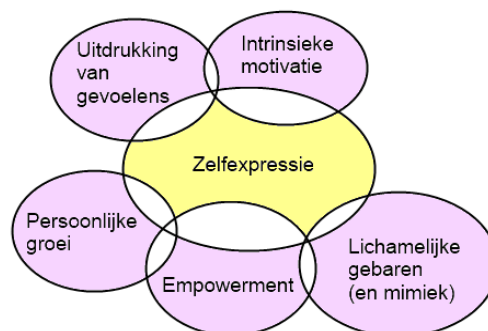 Uitdrukking
van
gevoelens
Intrinsieke
motivatie
Zelfexpressie
Persoonlijke
groei
Empowerment
Lichamelijke
gebaren
(en mimiek)